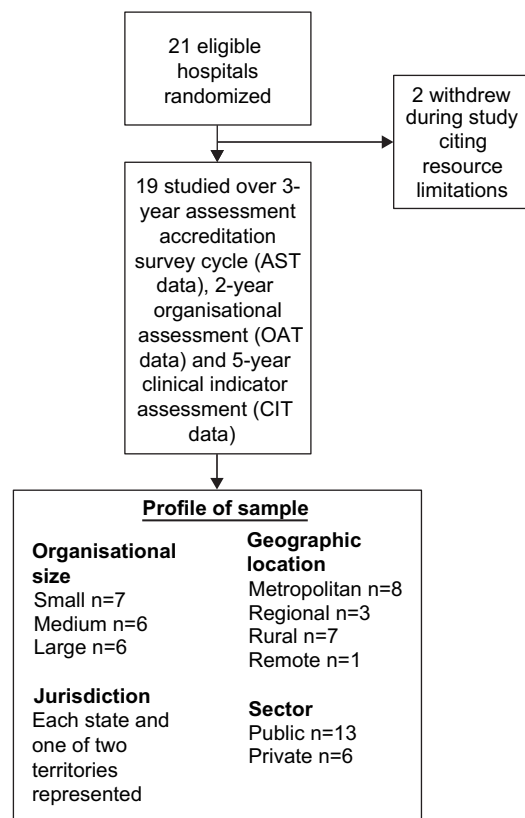 21 eligible
hospitals
randomized
2 withdrew
during study
citing
resource
limitations
19 studied over 3-
year assessment
accreditation
survey cycle (AST
data), 2-year
organisational
assessment (OAT
data) and 5-year
clinical indicator
assessment (CIT
data)
Profile of sample
Organisational
size
Small n=7
Medium n=6
Large n=6
Geographic
location
Metropolitan n=8
Regional n=3
Rural n=7
Remote n=1
Jurisdiction
Each state and
one of two
territories
represented
Sector
Public n=13
Private n=6